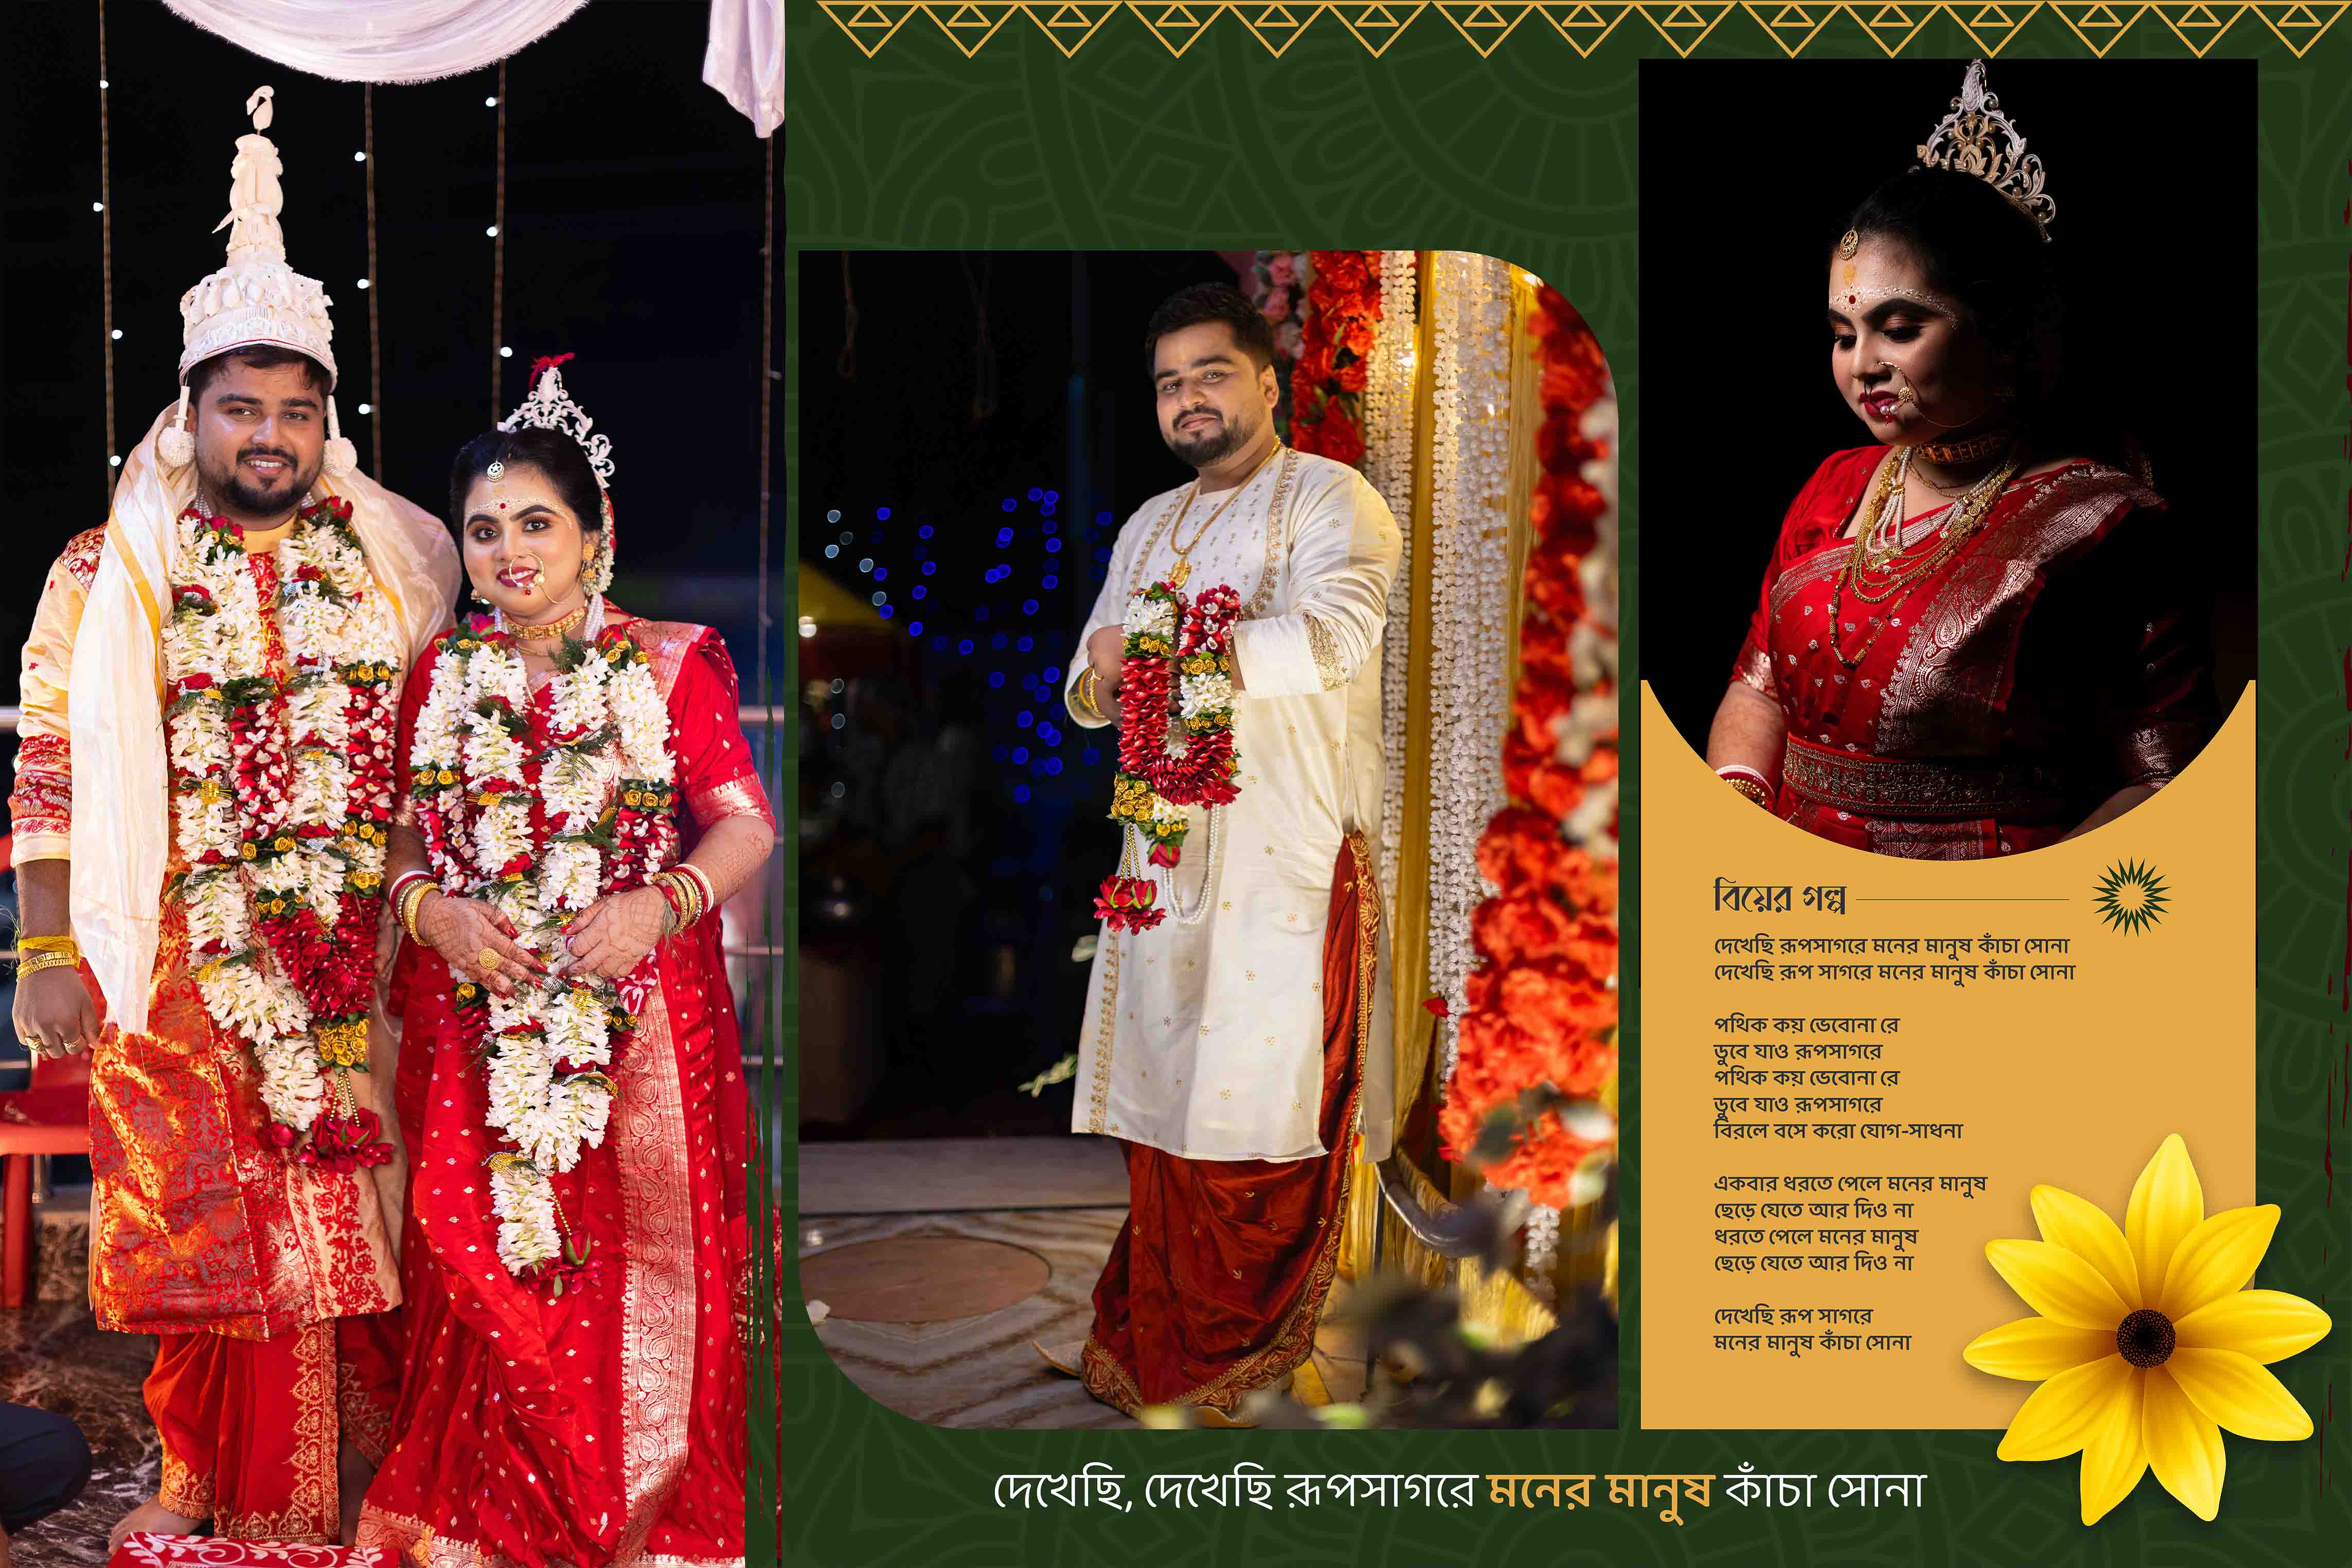 বিয়ের গল্প
দেখেছি রূপসাগরে মনের মানুষ কাঁচা সোনা
দেখেছি রূপ সাগরে মনের মানুষ কাঁচা সোনা
পথিক কয় ভেবোনা রে
ডুবে যাও রূপসাগরে
পথিক কয় ভেবোনা রে
ডুবে যাও রূপসাগরে
বিরলে বসে করো যোগ-সাধনা
একবার ধরতে পেলে মনের মানুষ
ছেড়ে যেতে আর দিও না
ধরতে পেলে মনের মানুষ
ছেড়ে যেতে আর দিও না
দেখেছি রূপ সাগরে
মনের মানুষ কাঁচা সোনা
দেখেছি, দেখেছি রূপসাগরে মনের মানুষ কাঁচা সোনা